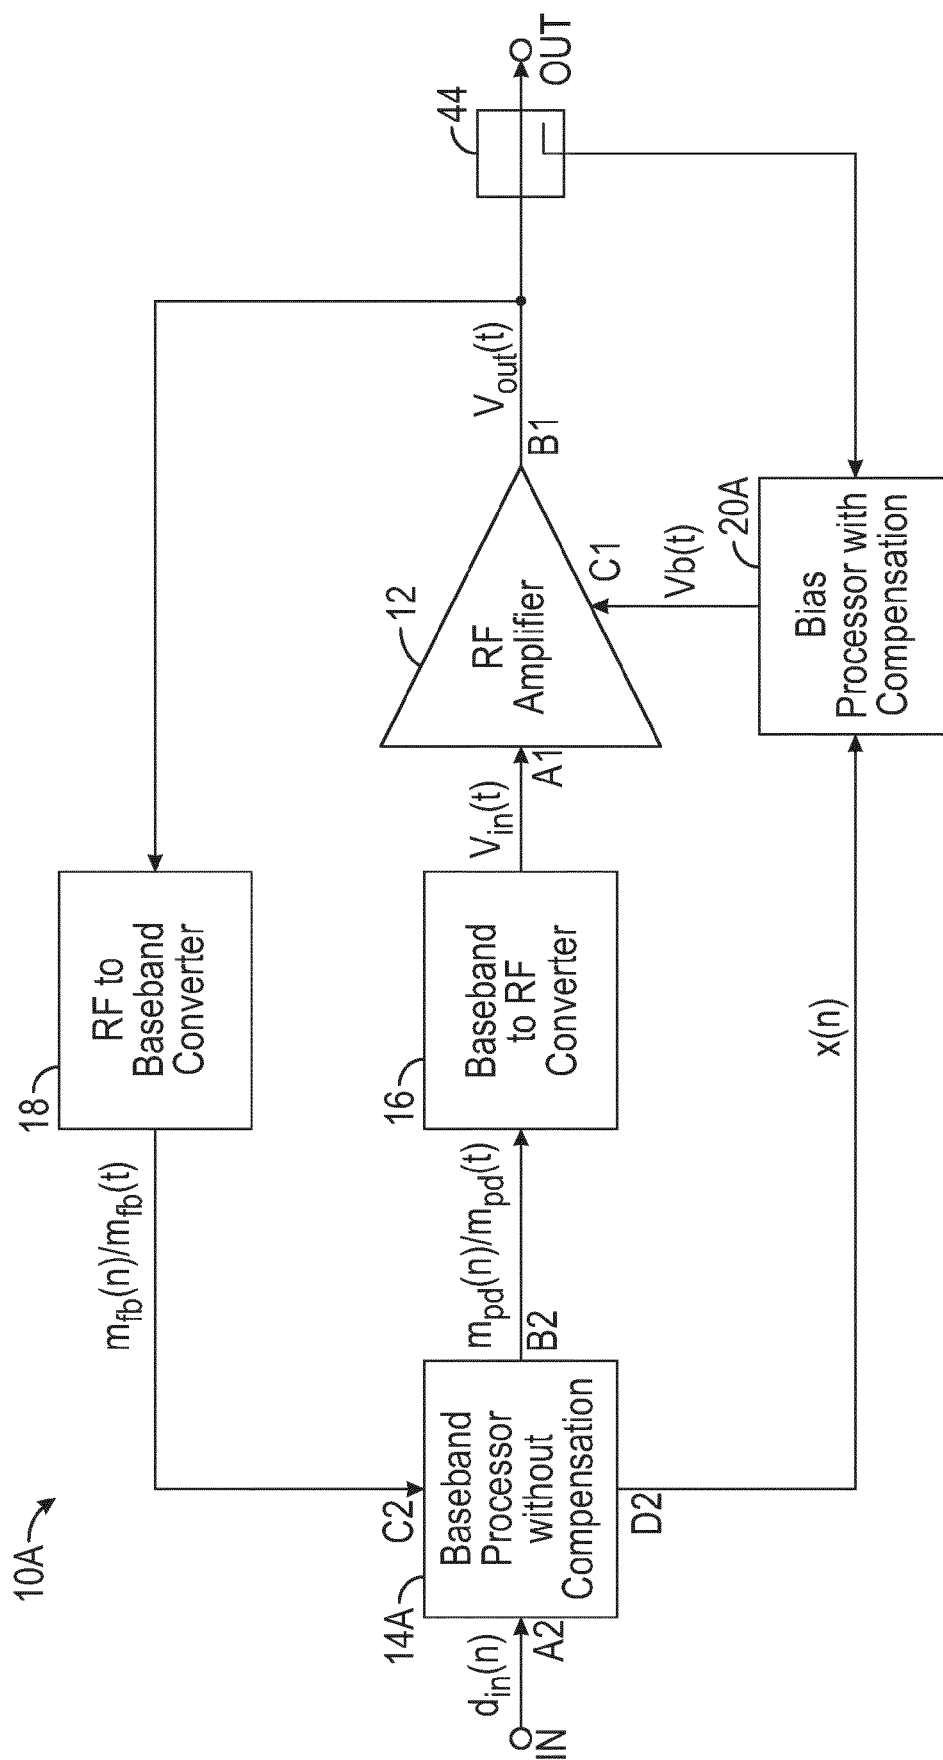 10A
18
RF to
Baseband
Converter
m_fb(n)/m_fb(t)
IN
d_in(n)
A2
14A
C2
Baseband
Processor
without
Compensation
D2
B2
m_pd(n)/m_pd(t)
16
Baseband
to RF
Converter
V_in(t)
A1
12
RF
Amplifier
B1
C1
V_out(t)
44
OUT
x(n)
Vb(t)
20A
Bias
Processor with
Compensation